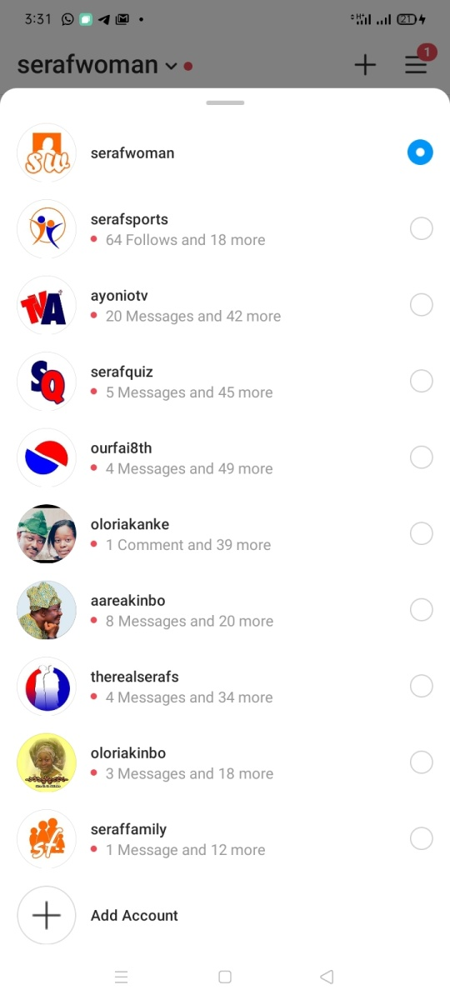 3:31
21
serafwoman
1
sw
serafwoman
serafsports
64 Follows and 18 more
TVA
ayoniotv
20 Messages and 42 more
SQ
serafquiz
5 Messages and 45 more
ourfai8th
4 Messages and 49 more
oloriakanke
1 Comment and 39 more
aareakinbo
8 Messages and 20 more
therealserafs
4 Messages and 34 more
oloriakinbo
3 Messages and 18 more
sf
seraffamily
1 Message and 12 more
Add Account